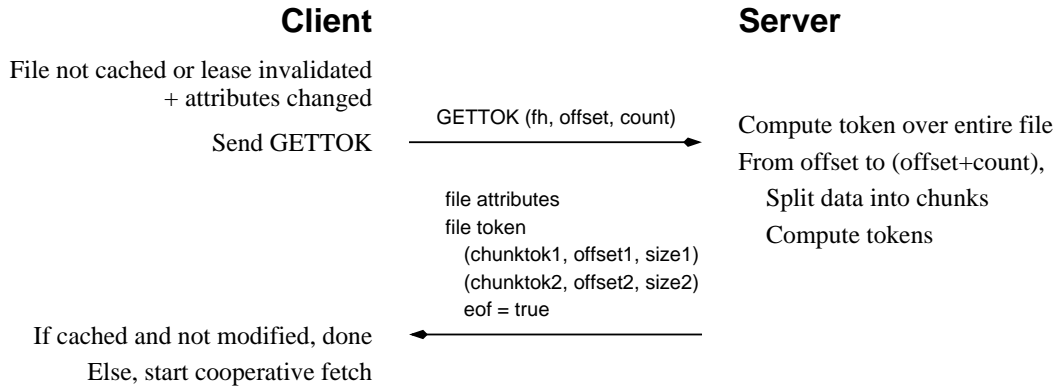 Client
Server
File not cached or lease invalidated
+ attributes changed
Send GETTOK
GETTOK (fh, offset, count)
Compute token over entire file
From offset to (offset+count),
Split data into chunks
Compute tokens
file attributes
file token
(chunktok1, offset1, size1)
(chunktok2, offset2, size2)
eof = true
If cached and not modified, done
Else, start cooperative fetch